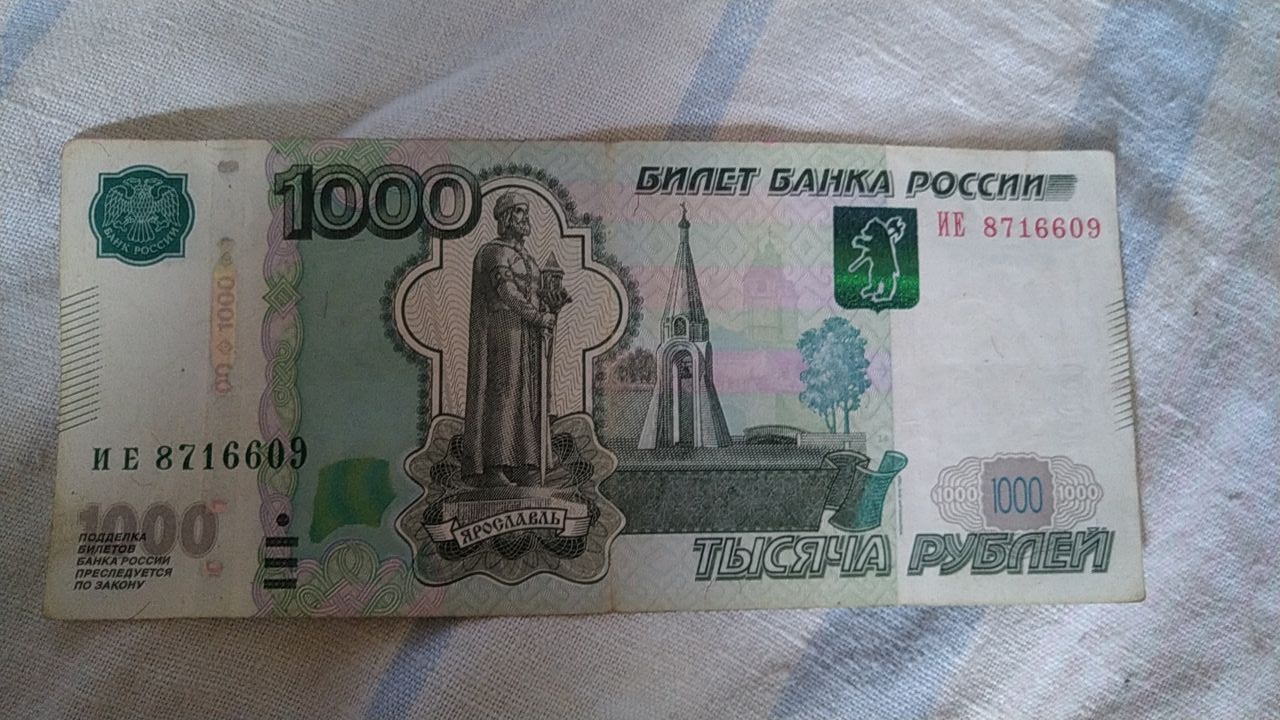 1000
БИЛЕТ БАНКА РОССИИ
БАНК РОССИИ
ИЕ 8716609
1000
ИЕ 8716609
1000
ПОДДЕЛКА
БИЛЕТОВ
БАНКА РОССИИ
ПРЕСЛЕДУЕТСЯ
ПО ЗАКОНУ
ЯРОСЛАВЛЬ
1000 1000 1000
ТЫСЯЧА РУБЛЕЙ